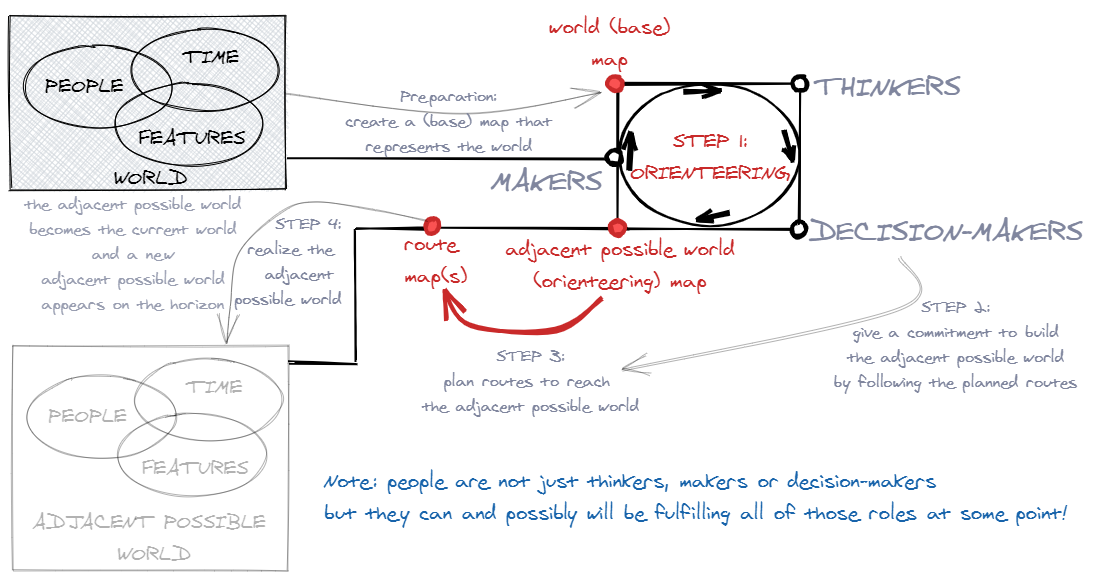 PEOPLE
TIME
FEATURES
WORLD
Preparation:
create a (base) map that
represents the world
world (base)
map
THINKERS
STEP 1:
ORIENTEERING,
MAKERS
DECISION-MAKERS
the adjacent possible world
becomes the current world
and a new
adjacent possible world
appears on the horizon
STEP 4:
realize the
adjacent
possible world
route
map(s)
adjacent possible world
(orienteering) map
STEP 2:
give a commitment to build
the adjacent possible world
by following the planned routes
STEP 3:
plan routes to reach
the adjacent possible world
PEOPLE
TIME
FEATURES
ADJACENT POSSIBLE
WORLD
Note: people are not just thinkers, makers or decision-makers
but they can and possibly will be fulfilling all of those roles at some point!